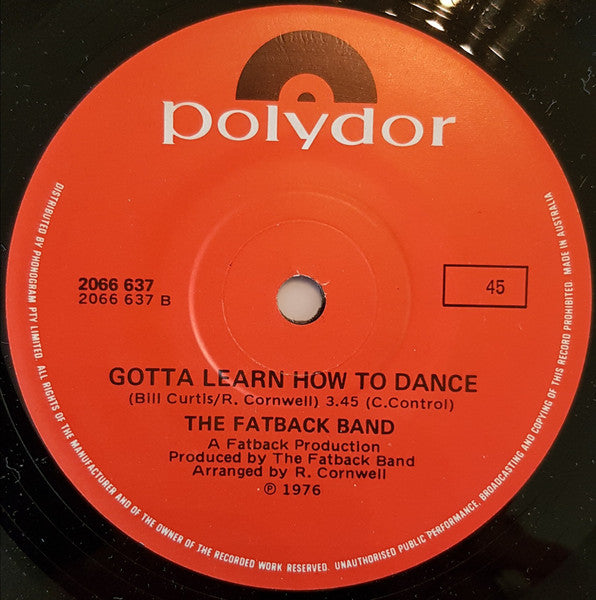 polydor
2066 637
2066 637 B
45
GOTTA LEARN HOW TO DANCE
(Bill Curtis/R. Cornwell) 3.45 (C.Control)
THE FATBACK BAND
A Fatback Production
Produced by The Fatback Band
Arranged by R. Cornwell
℗ 1976
DISTRIBUTED BY PHONOGRAM PTY LIMITED. ALL RIGHTS OF THE MANUFACTURER AND OF THE OWNER OF THE RECORDED WORK RESERVED. UNAUTHORISED PUBLIC PERFORMANCE, BROADCASTING AND COPYING OF THIS RECORD PROHIBITED. MADE IN AUSTRALIA